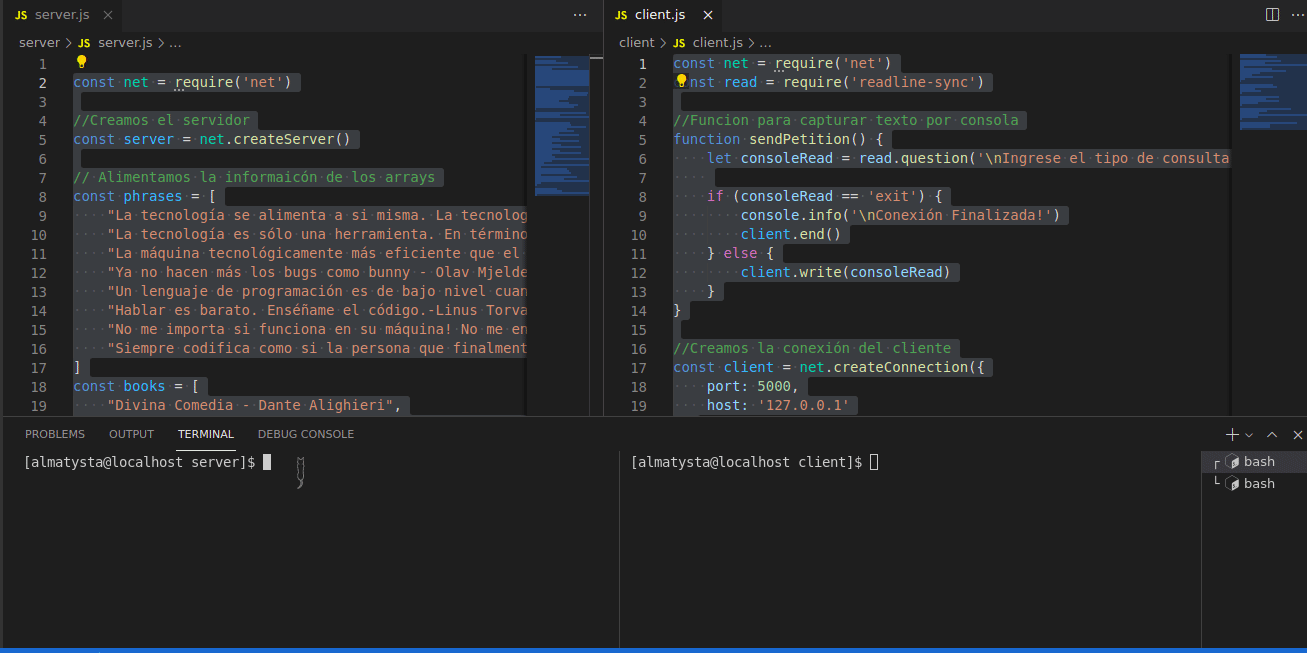 JS server.js
server > JS server.js > ...
1
2 const net = require('net')
3
4 //Creamos el servidor
5 const server = net.createServer()
6
7 // Alimentamos la informaicón de los arrays
8 const phrases = [
9 "La tecnología se alimenta a si misma. La tecnolog
10 "La tecnología es sólo una herramienta. En término
11 "La máquina tecnológicamente más eficiente que el
12 "Ya no hacen más los bugs como bunny - Olav Mjelde
13 "Un lenguaje de programación es de bajo nivel cuan
14 "Hablar es barato. Enséñame el código.-Linus Torva
15 "No me importa si funciona en su máquina! No me en
16 "Siempre codifica como si la persona que finalment
17 ]
18 const books = [
19 "Divina Comedia - Dante Alighieri",
JS client.js
client > JS client.js > ...
1 const net = require('net')
2 nst read = require('readline-sync')
3
4 //Funcion para capturar texto por consola
5 function sendPetition() {
6 let consoleRead = read.question('\nIngrese el tipo de consulta
7
8 if (consoleRead == 'exit') {
9 console.info('\nConexión Finalizada!')
10 client.end()
11 } else {
12 client.write(consoleRead)
13 }
14 }
15
16 //Creamos la conexión del cliente
17 const client = net.createConnection({
18 port: 5000,
19 host: '127.0.0.1'
PROBLEMS OUTPUT TERMINAL DEBUG CONSOLE
[almatysta@localhost server]$
[almatysta@localhost client]$
bash
bash